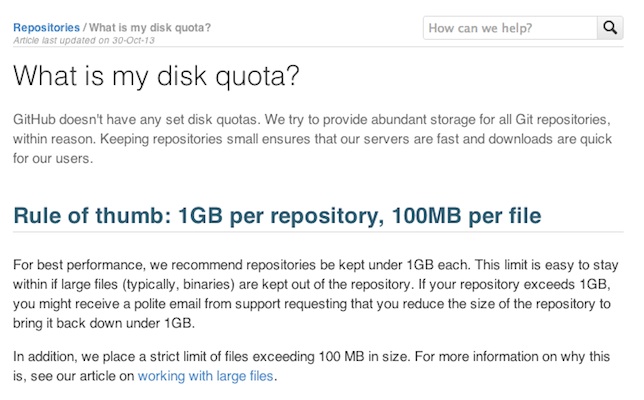 Repositories / What is my disk quota?
How can we help?
Article last updated on 30-Oct-13
What is my disk quota?
GitHub doesn't have any set disk quotas. We try to provide abundant storage for all Git repositories,
within reason. Keeping repositories small ensures that our servers are fast and downloads are quick
for our users.
Rule of thumb: 1GB per repository, 100MB per file
For best performance, we recommend repositories be kept under 1GB each. This limit is easy to stay
within if large files (typically, binaries) are kept out of the repository. If your repository exceeds 1GB,
you might receive a polite email from support requesting that you reduce the size of the repository to
bring it back down under 1GB.
In addition, we place a strict limit of files exceeding 100 MB in size. For more information on why this
is, see our article on working with large files.